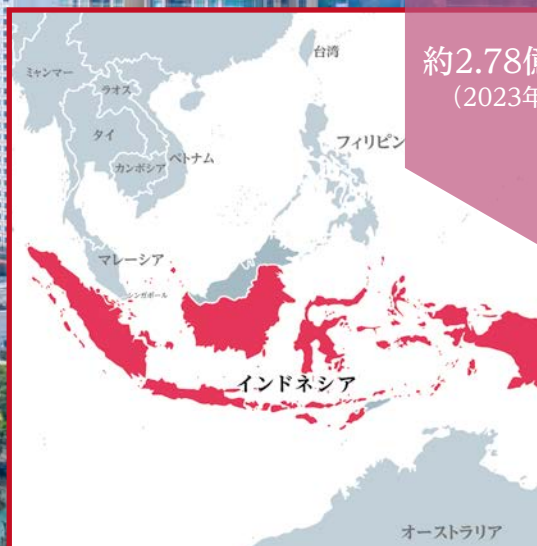 約2.78億
(2023年
台湾
ミャンマー
ラオス
タイ
フィリピン
カンボジア
ベトナム
マレーシア
シンガポール
インドネシア
オーストラリア